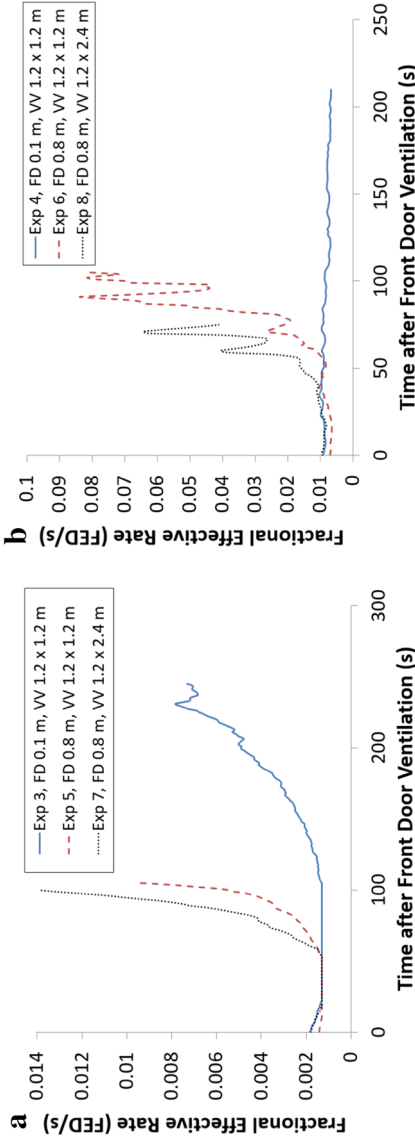 a
Exp 3, FD 0.1 m, VV 1.2 x 1.2 m
Exp 5, FD 0.8 m, VV 1.2 x 1.2 m
Exp 7, FD 0.8 m, VV 1.2 x 2.4 m
Fractional Effective Rate (FED/s)
0.014
0.012
0.01
0.008
0.006
0.004
0.002
0
0
100
200
300
Time after Front Door Ventilation (s)
b
Exp 4, FD 0.1 m, VV 1.2 x 1.2 m
Exp 6, FD 0.8 m, VV 1.2 x 1.2 m
Exp 8, FD 0.8 m, VV 1.2 x 2.4 m
Fractional Effective Rate (FED/s)
0.1
0.09
0.08
0.07
0.06
0.05
0.04
0.03
0.02
0.01
0
0
50
100
150
200
250
Time after Front Door Ventilation (s)